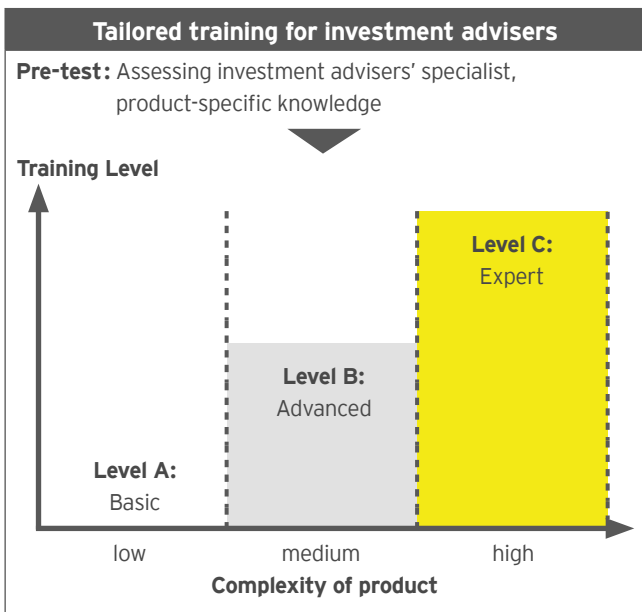 Tailored training for investment advisers
Pre-test: Assessing investment advisers' specialist,
product-specific knowledge
Training Level
Level C:
Expert
Level B:
Advanced
Level A:
Basic
low medium high
Complexity of product